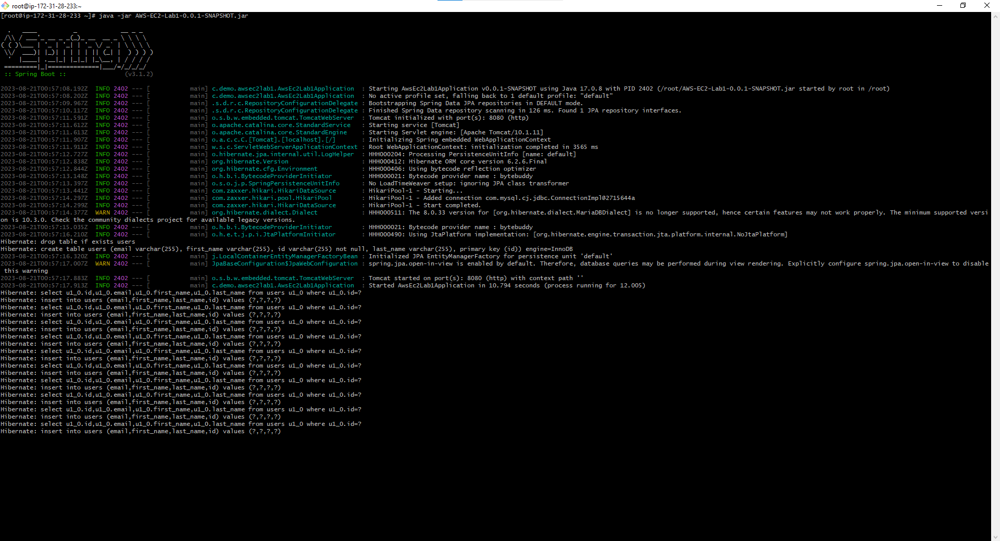 root@ip-172-31-28-233:~
[root@ip-172-31-28-233 ~]# java -jar AWS-EC2-Lab1-0.0.1-SNAPSHOT.jar
  .   ____          _            __ _ _
 /\\ / ___'_ __ _ _(_)_ __  __ _ \ \ \ \
( ( )\___ | '_ | '_| | '_ \/ _` | \ \ \ \
 \\/  ___)| |_)| | | | | || (_| |  ) ) ) )
  '  |____| .__|_| |_|_| |_\__, | / / / /
 =========|_|==============|___/=/_/_/_/
 :: Spring Boot ::                (v3.1.2)
2023-08-21T00:57:08.192Z  INFO 2402 --- [           main] c.demo.awsec2lab1.AwsEc2Lab1Application  : Starting AwsEc2Lab1Application v0.0.1-SNAPSHOT using Java 17.0.8 with PID 2402 (/root/AWS-EC2-Lab1-0.0.1-SNAPSHOT.jar started by root in /root)
2023-08-21T00:57:08.202Z  INFO 2402 --- [           main] c.demo.awsec2lab1.AwsEc2Lab1Application  : No active profile set, falling back to 1 default profile: "default"
2023-08-21T00:57:09.967Z  INFO 2402 --- [           main] .s.d.r.c.RepositoryConfigurationDelegate : Bootstrapping Spring Data JPA repositories in DEFAULT mode.
2023-08-21T00:57:10.117Z  INFO 2402 --- [           main] .s.d.r.c.RepositoryConfigurationDelegate : Finished Spring Data repository scanning in 126 ms. Found 1 JPA repository interfaces.
2023-08-21T00:57:11.591Z  INFO 2402 --- [           main] o.s.b.w.embedded.tomcat.TomcatWebServer  : Tomcat initialized with port(s): 8080 (http)
2023-08-21T00:57:11.612Z  INFO 2402 --- [           main] o.apache.catalina.core.StandardService   : Starting service [Tomcat]
2023-08-21T00:57:11.613Z  INFO 2402 --- [           main] o.apache.catalina.core.StandardEngine    : Starting Servlet engine: [Apache Tomcat/10.1.11]
2023-08-21T00:57:11.907Z  INFO 2402 --- [           main] o.a.c.c.C.[Tomcat].[localhost].[/]       : Initializing Spring embedded WebApplicationContext
2023-08-21T00:57:11.911Z  INFO 2402 --- [           main] w.s.c.ServletWebServerApplicationContext : Root WebApplicationContext: initialization completed in 3565 ms
2023-08-21T00:57:12.727Z  INFO 2402 --- [           main] o.hibernate.jpa.internal.util.LogHelper  : HHH000204: Processing PersistenceUnitInfo [name: default]
2023-08-21T00:57:12.838Z  INFO 2402 --- [           main] org.hibernate.Version                    : HHH000412: Hibernate ORM core version 6.2.6.Final
2023-08-21T00:57:12.844Z  INFO 2402 --- [           main] org.hibernate.cfg.Environment            : HHH000406: Using bytecode reflection optimizer
2023-08-21T00:57:13.148Z  INFO 2402 --- [           main] o.h.b.i.BytecodeProviderInitiator        : HHH000021: Bytecode provider name : bytebuddy
2023-08-21T00:57:13.397Z  INFO 2402 --- [           main] o.s.o.j.p.SpringPersistenceUnitInfo      : No LoadTimeWeaver setup: ignoring JPA class transformer
2023-08-21T00:57:13.441Z  INFO 2402 --- [           main] com.zaxxer.hikari.HikariDataSource       : HikariPool-1 - Starting...
2023-08-21T00:57:14.297Z  INFO 2402 --- [           main] com.zaxxer.hikari.pool.HikariPool        : HikariPool-1 - Added connection com.mysql.cj.jdbc.ConnectionImpl@2715644a
2023-08-21T00:57:14.299Z  INFO 2402 --- [           main] com.zaxxer.hikari.HikariDataSource       : HikariPool-1 - Start completed.
2023-08-21T00:57:14.377Z  WARN 2402 --- [           main] org.hibernate.dialect.Dialect            : HHH000511: The 8.0.33 version for [org.hibernate.dialect.MariaDBDialect] is no longer supported, hence certain features may not work properly. The minimum supported versi
on is 10.3.0. Check the community dialects project for available legacy versions.
2023-08-21T00:57:15.035Z  INFO 2402 --- [           main] o.h.b.i.BytecodeProviderInitiator        : HHH000021: Bytecode provider name : bytebuddy
2023-08-21T00:57:16.210Z  INFO 2402 --- [           main] o.h.e.t.j.p.i.JtaPlatformInitiator       : HHH000490: Using JtaPlatform implementation: [org.hibernate.engine.transaction.jta.platform.internal.NoJtaPlatform]
Hibernate: drop table if exists users
Hibernate: create table users (email varchar(255), first_name varchar(255), id varchar(255) not null, last_name varchar(255), primary key (id)) engine=InnoDB
2023-08-21T00:57:16.320Z  INFO 2402 --- [           main] j.LocalContainerEntityManagerFactoryBean : Initialized JPA EntityManagerFactory for persistence unit 'default'
2023-08-21T00:57:17.007Z  WARN 2402 --- [           main] JpaBaseConfiguration$JpaWebConfiguration : spring.jpa.open-in-view is enabled by default. Therefore, database queries may be performed during view rendering. Explicitly configure spring.jpa.open-in-view to disable
 this warning
2023-08-21T00:57:17.883Z  INFO 2402 --- [           main] o.s.b.w.embedded.tomcat.TomcatWebServer  : Tomcat started on port(s): 8080 (http) with context path ''
2023-08-21T00:57:17.913Z  INFO 2402 --- [           main] c.demo.awsec2lab1.AwsEc2Lab1Application  : Started AwsEc2Lab1Application in 10.794 seconds (process running for 12.005)
Hibernate: select u1_0.id,u1_0.email,u1_0.first_name,u1_0.last_name from users u1_0 where u1_0.id=?
Hibernate: insert into users (email,first_name,last_name,id) values (?,?,?,?)
Hibernate: select u1_0.id,u1_0.email,u1_0.first_name,u1_0.last_name from users u1_0 where u1_0.id=?
Hibernate: insert into users (email,first_name,last_name,id) values (?,?,?,?)
Hibernate: select u1_0.id,u1_0.email,u1_0.first_name,u1_0.last_name from users u1_0 where u1_0.id=?
Hibernate: insert into users (email,first_name,last_name,id) values (?,?,?,?)
Hibernate: select u1_0.id,u1_0.email,u1_0.first_name,u1_0.last_name from users u1_0 where u1_0.id=?
Hibernate: insert into users (email,first_name,last_name,id) values (?,?,?,?)
Hibernate: select u1_0.id,u1_0.email,u1_0.first_name,u1_0.last_name from users u1_0 where u1_0.id=?
Hibernate: insert into users (email,first_name,last_name,id) values (?,?,?,?)
Hibernate: select u1_0.id,u1_0.email,u1_0.first_name,u1_0.last_name from users u1_0 where u1_0.id=?
Hibernate: insert into users (email,first_name,last_name,id) values (?,?,?,?)
Hibernate: select u1_0.id,u1_0.email,u1_0.first_name,u1_0.last_name from users u1_0 where u1_0.id=?
Hibernate: insert into users (email,first_name,last_name,id) values (?,?,?,?)
Hibernate: select u1_0.id,u1_0.email,u1_0.first_name,u1_0.last_name from users u1_0 where u1_0.id=?
Hibernate: insert into users (email,first_name,last_name,id) values (?,?,?,?)
Hibernate: select u1_0.id,u1_0.email,u1_0.first_name,u1_0.last_name from users u1_0 where u1_0.id=?
Hibernate: insert into users (email,first_name,last_name,id) values (?,?,?,?)
Hibernate: select u1_0.id,u1_0.email,u1_0.first_name,u1_0.last_name from users u1_0 where u1_0.id=?
Hibernate: insert into users (email,first_name,last_name,id) values (?,?,?,?)